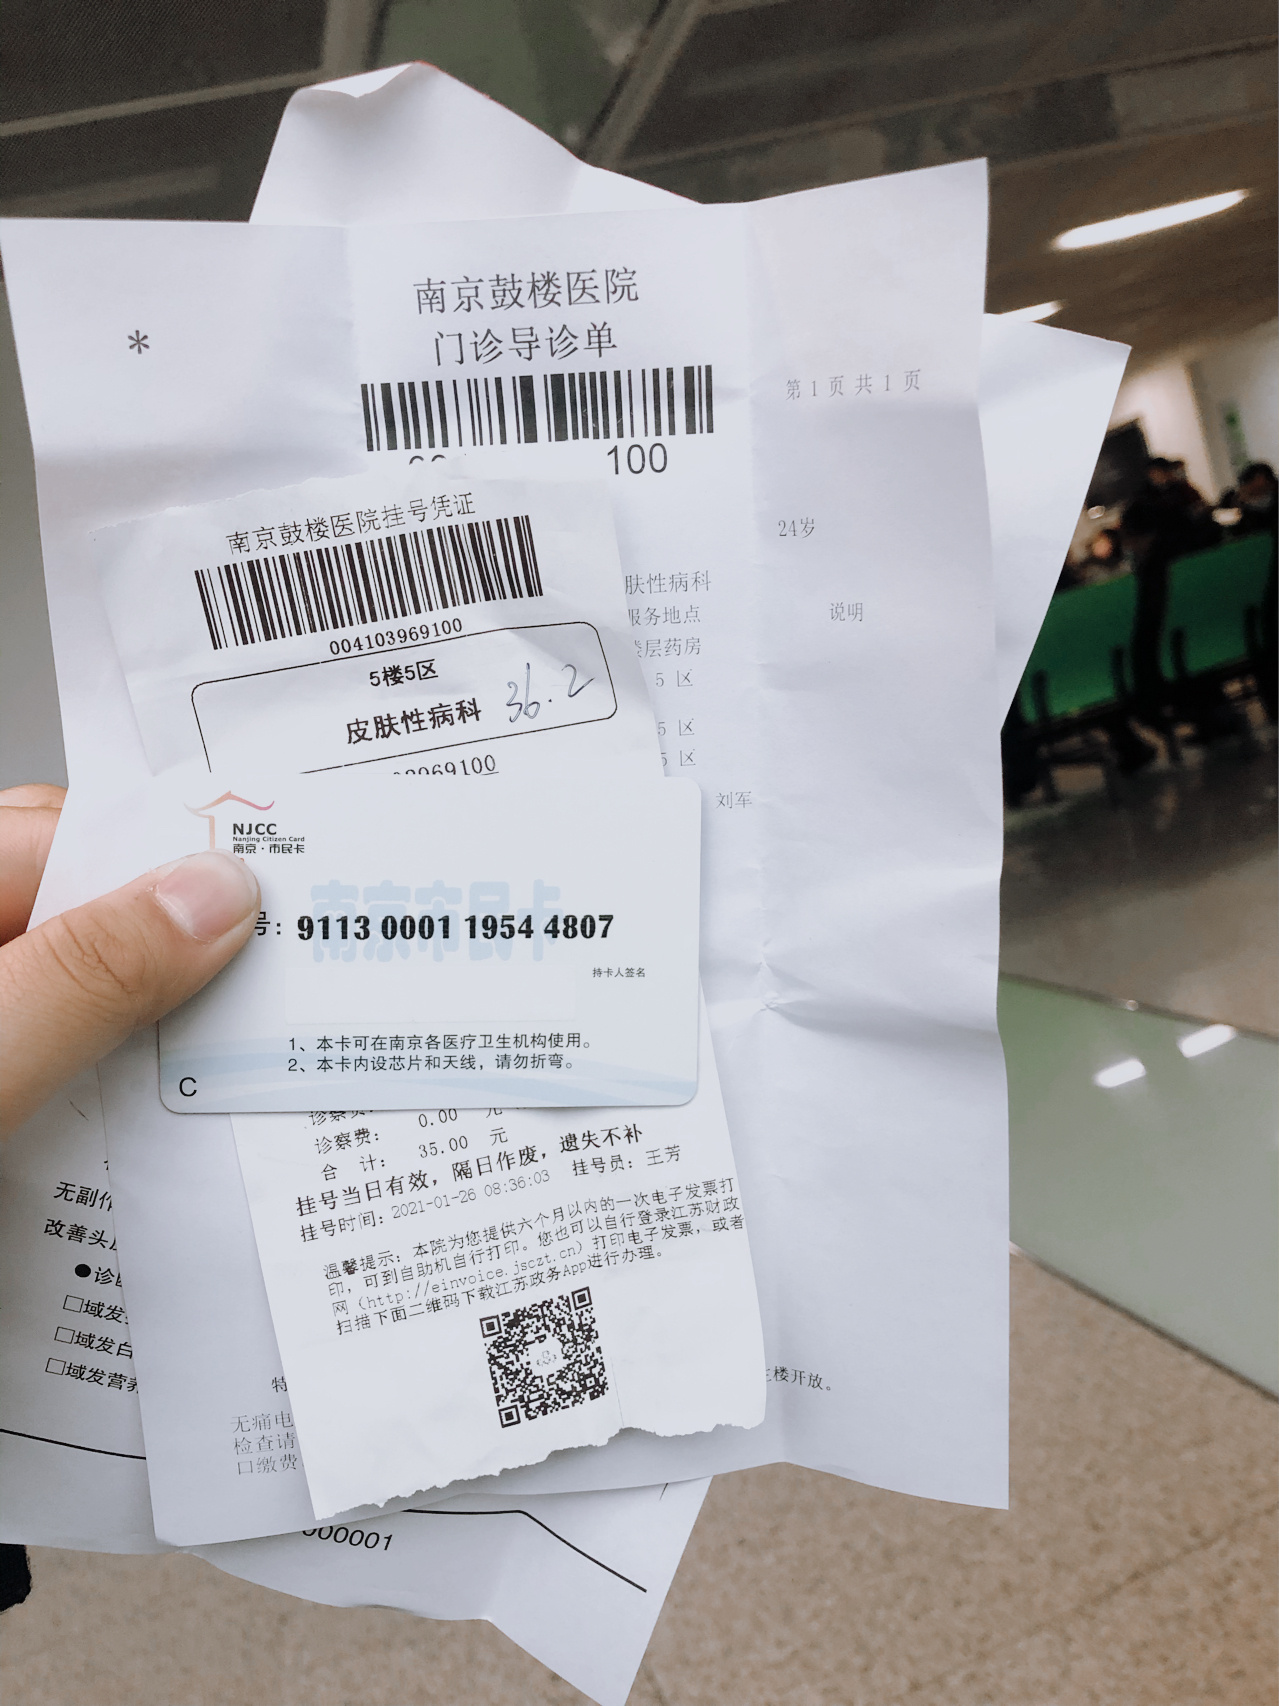 *
南京鼓楼医院
门诊导诊单
第 1 页 共 1 页
100
24岁
肤性病科
服务地点
说明
层药房
5 区
5 区
5 区
刘军
南京鼓楼医院挂号凭证
004103969100
5楼5区
皮肤性病科 36.2
3969100
NJCC
Nanjing Citizen Card
南京·市民卡
南京市民卡
号: 9113 0001 1954 4807
持卡人签名
1、本卡可在南京各医疗卫生机构使用。
2、本卡内设芯片和天线，请勿折弯。
C
诊察费: 0.00 元
诊察费: 35.00 元
合 计:
挂号当日有效，隔日作废，遗失不补
挂号时间: 2021-01-26 08:36:03 挂号员: 王芳
温馨提示: 本院为您提供六个月以内的一次电子发票打
印，可到自助机自行打印。您也可以自行登录江苏财政
网（http://einvoice.jsczt.cn）打印电子发票，或者
扫描下面二维码下载江苏政务App进行办理。
无副作
改善头
●诊
□域发
□域发白
□域发营养
特
楼开放。
无痛电
检查请
口缴费
000001